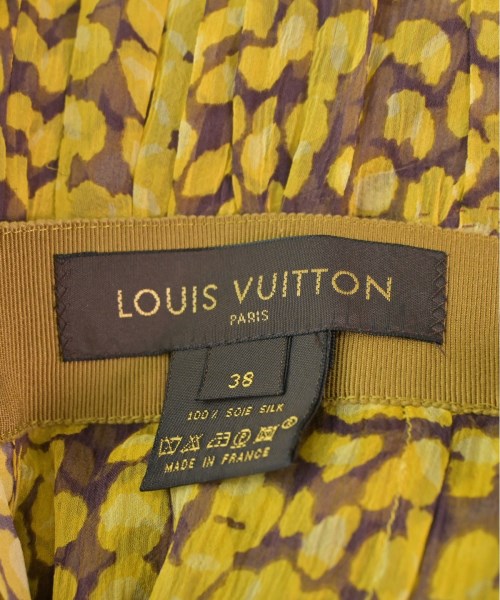 LOUIS VUITTON
PARIS
38
100% SOIE SILK
MADE IN FRANCE